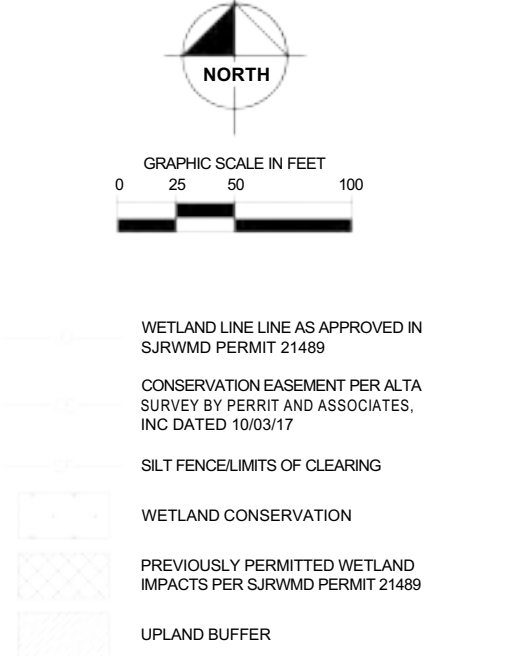 NORTH
GRAPHIC SCALE IN FEET
0 25 50 100
WETLAND LINE LINE AS APPROVED IN
SJRWMD PERMIT 21489
CONSERVATION EASEMENT PER ALTA
SURVEY BY PERRIT AND ASSOCIATES,
INC DATED 10/03/17
SILT FENCE/LIMITS OF CLEARING
WETLAND CONSERVATION
PREVIOUSLY PERMITTED WETLAND
IMPACTS PER SJRWMD PERMIT 21489
UPLAND BUFFER